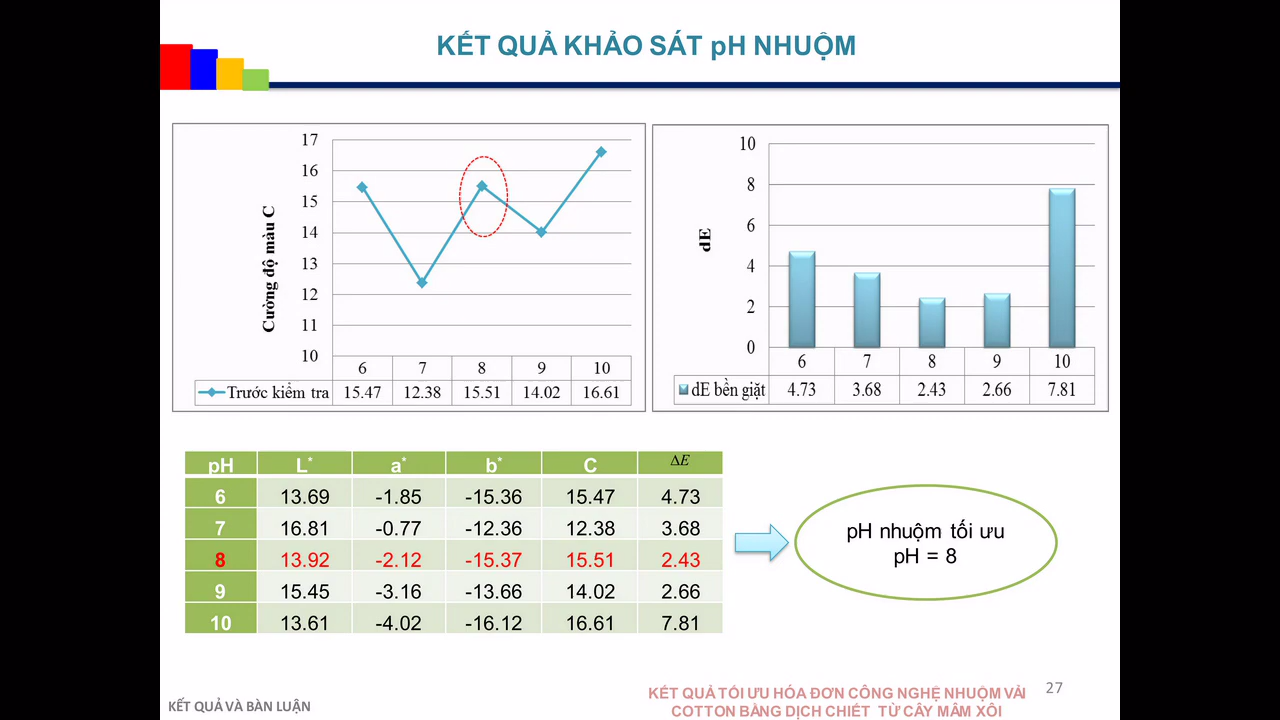 KẾT QUẢ KHẢO SÁT pH NHUỘM
17
16
15
14
13
12
11
10
Cường độ màu C
6 7 8 9 10
Trước kiểm tra 15.47 12.38 15.51 14.02 16.61
10
8
6
4
2
0
dE
6 7 8 9 10
dE bền giặt 4.73 3.68 2.43 2.66 7.81
pH L* a* b* C ΔE
6 13.69 -1.85 -15.36 15.47 4.73
7 16.81 -0.77 -12.36 12.38 3.68
8 13.92 -2.12 -15.37 15.51 2.43
9 15.45 -3.16 -13.66 14.02 2.66
10 13.61 -4.02 -16.12 16.61 7.81
pH nhuộm tối ưu
pH = 8
KẾT QUẢ VÀ BÀN LUẬN
KẾT QUẢ TỐI ƯU HÓA ĐƠN CÔNG NGHỆ NHUỘM VẢI
COTTON BẰNG DỊCH CHIẾT TỪ CÂY MÂM XÔI
27